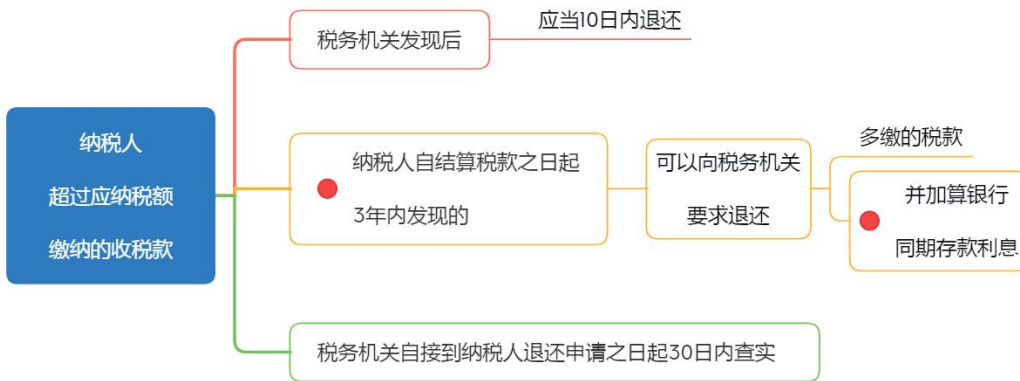 纳税人
超过应纳税额
缴纳的收税款
税务机关发现后
应当10日内退还
纳税人自结算税款之日起
3年内发现的
可以向税务机关
要求退还
多缴的税款
并加算银行
同期存款利息
税务机关自接到纳税人退还申请之日起30日内查实